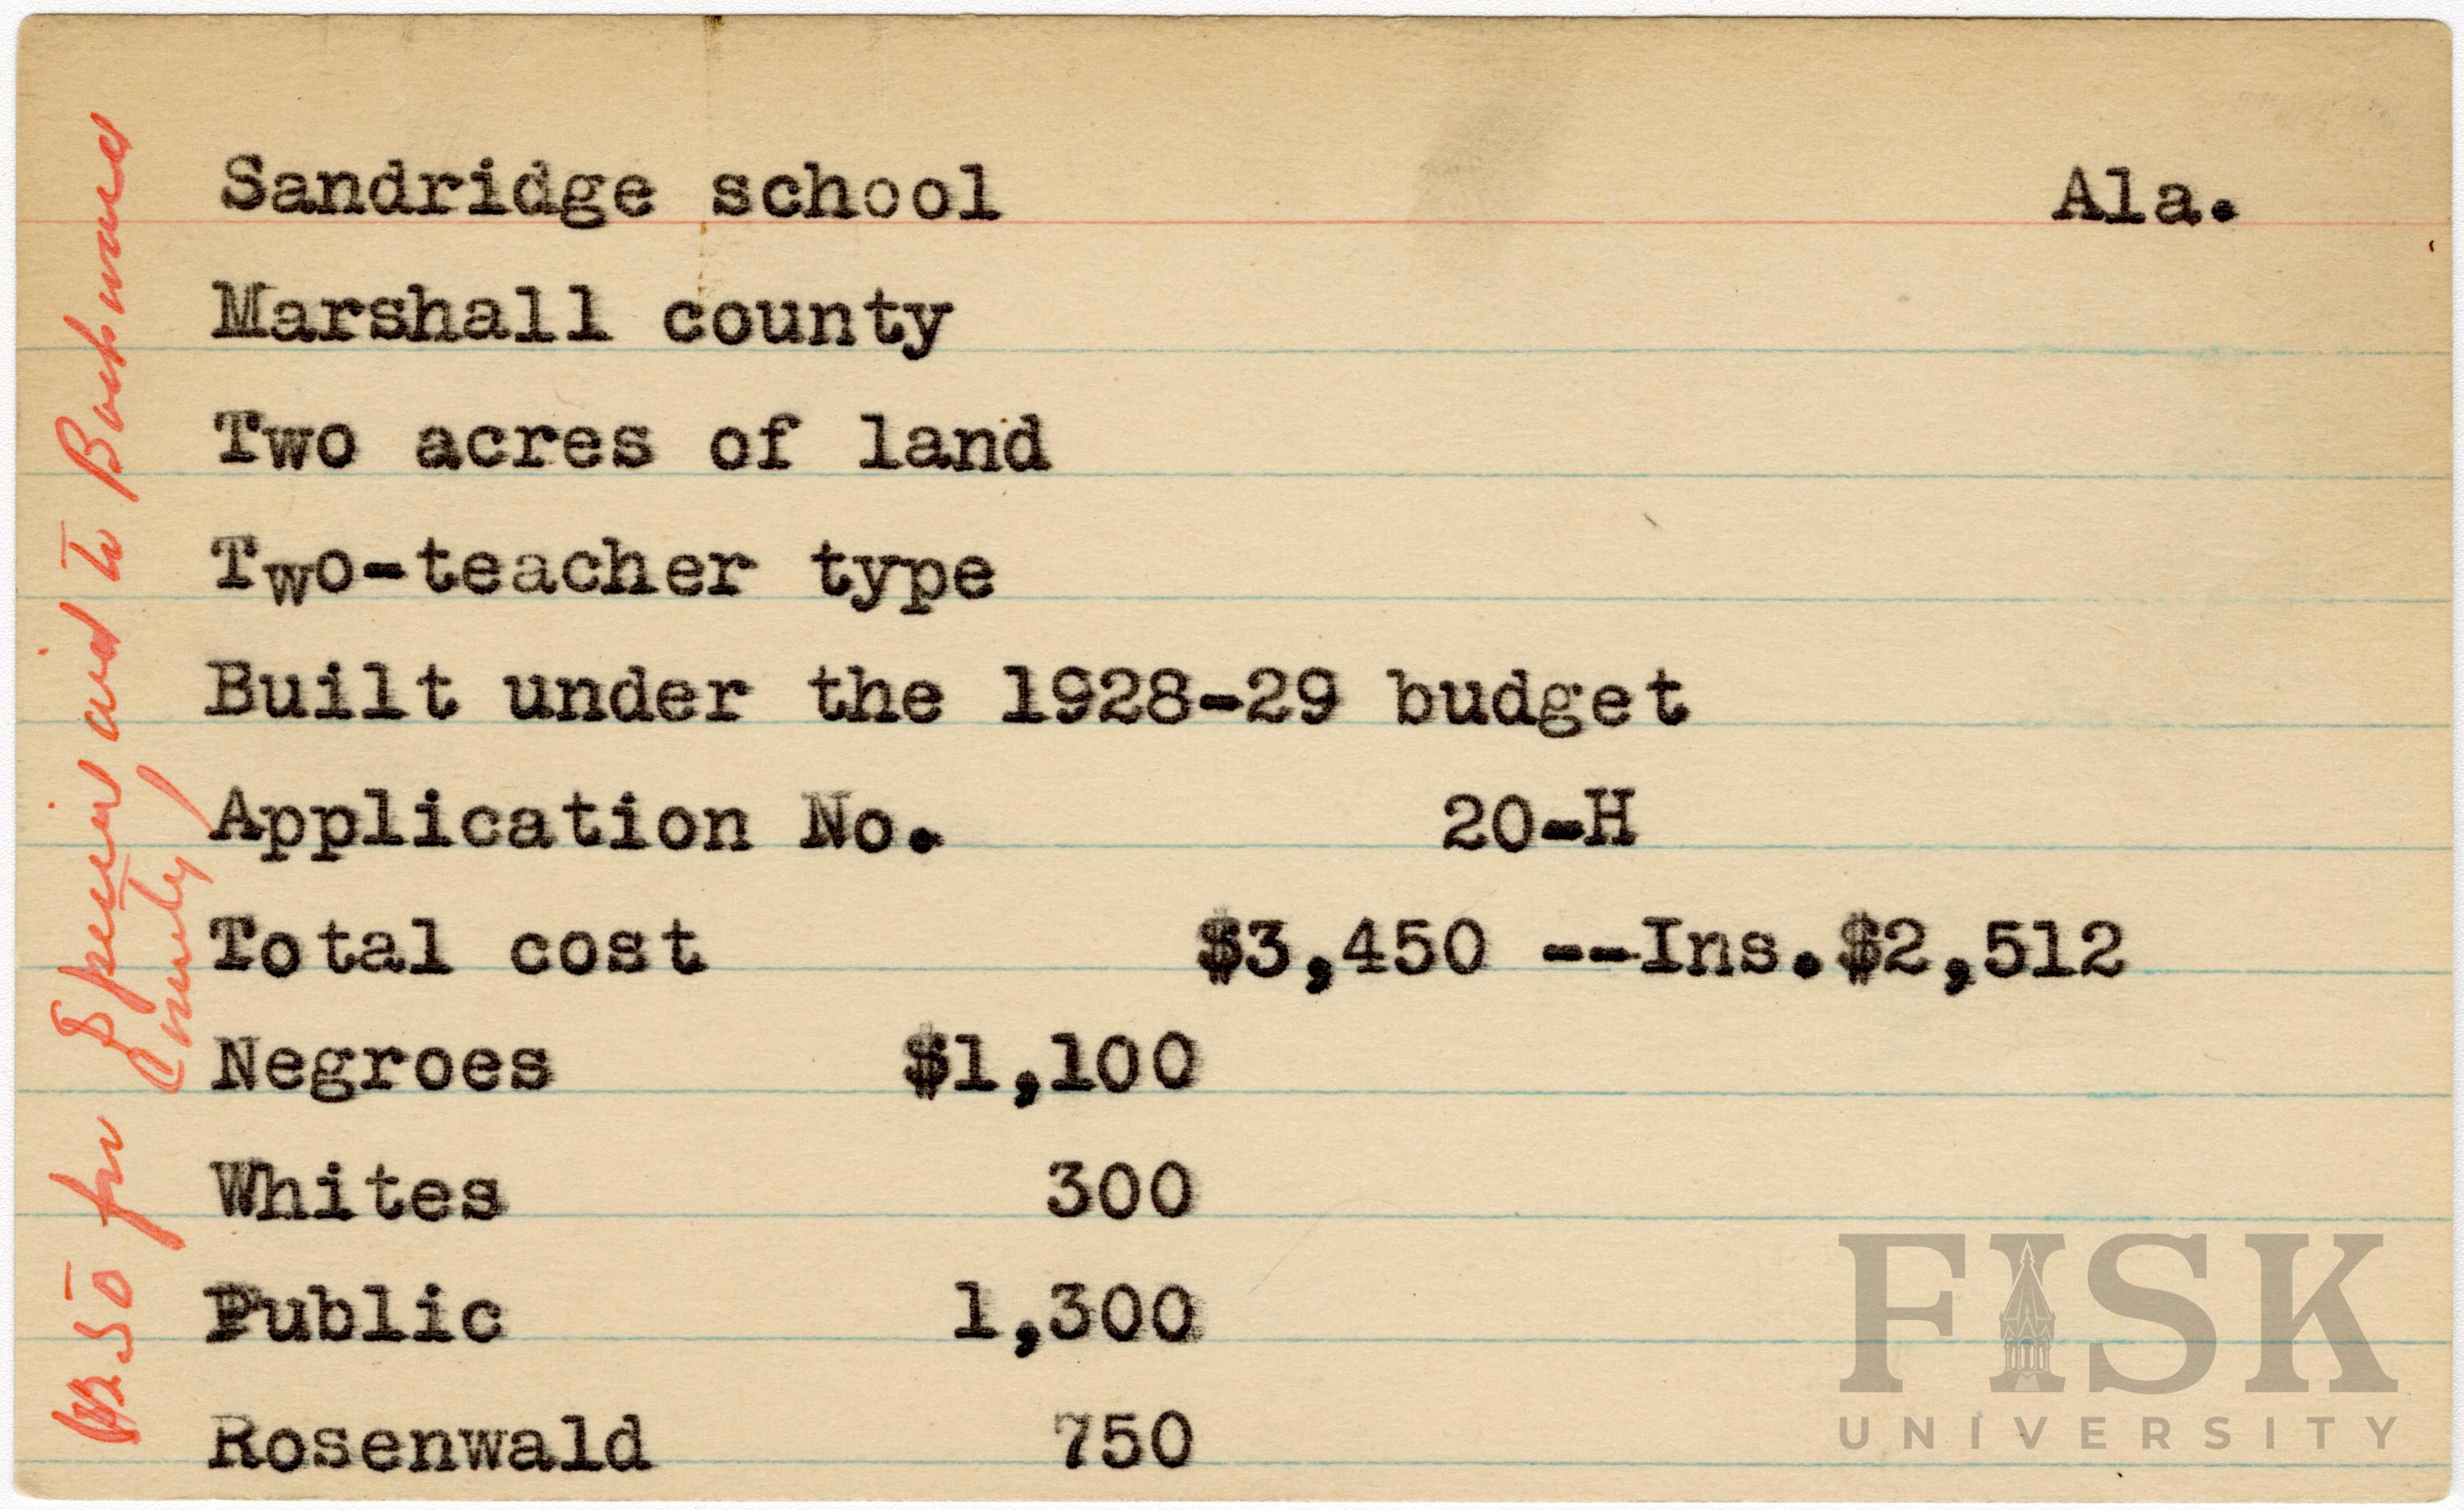 Sandridge school Ala.
Marshall county
Two acres of land
Two-teacher type
Built under the 1928-29 budget
Application No. 20-H
Total cost $3,450 --Ins.$2,512
Negroes $1,100
Whites 300
Public 1,300
Rosenwald 750
$250 for Special aid to Backward
County
FISK
UNIVERSITY